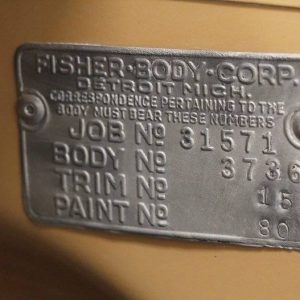 FISHER·BODY·CORP.
DETROIT MICH.
CORRESPONDENCE PERTAINING TO THE
BODY MUST BEAR THESE NUMBERS
JOB Nº 31571
BODY Nº 3736
TRIM Nº 15
PAINT Nº 80